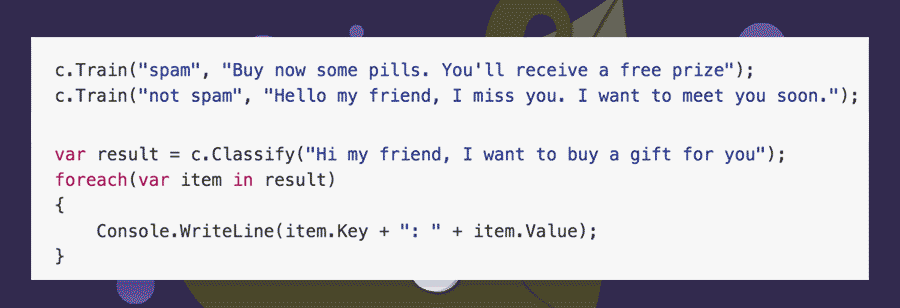 c.Train("spam", "Buy now some pills. You'll receive a free prize");
c.Train("not spam", "Hello my friend, I miss you. I want to meet you soon.");
var result = c.Classify("Hi my friend, I want to buy a gift for you");
foreach(var item in result)
{
    Console.WriteLine(item.Key + ": " + item.Value);
}